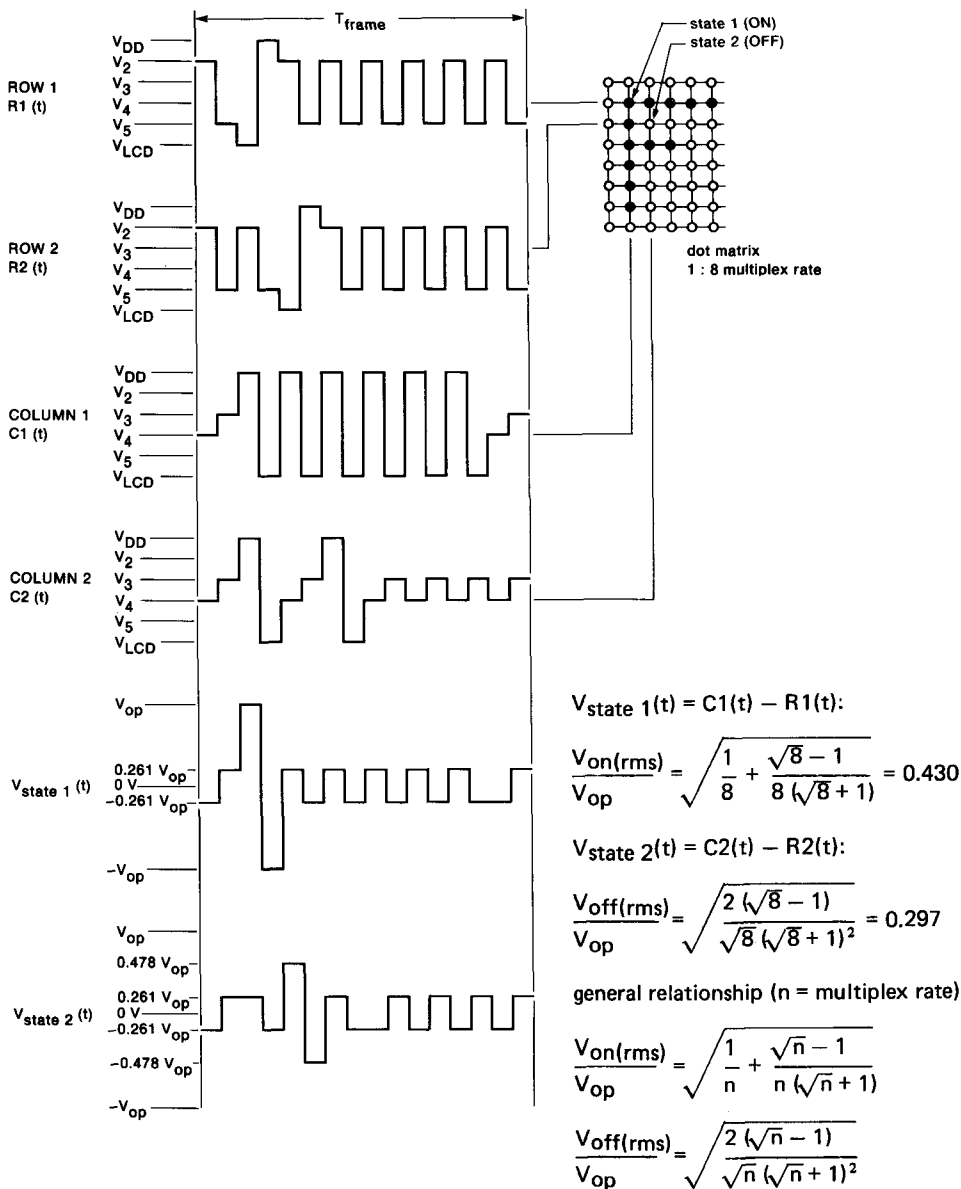 T_frame
state 1 (ON)
state 2 (OFF)
ROW 1
R1 (t)
V_DD
V_2
V_3
V_4
V_5
V_LCD
ROW 2
R2 (t)
V_DD
V_2
V_3
V_4
V_5
V_LCD
dot matrix
1 : 8 multiplex rate
COLUMN 1
C1 (t)
V_DD
V_2
V_3
V_4
V_5
V_LCD
COLUMN 2
C2 (t)
V_DD
V_2
V_3
V_4
V_5
V_LCD
V_state 1 (t)
V_op
0.261 V_op
0 V
-0.261 V_op
-V_op
V_state 2 (t)
V_op
0.478 V_op
0.261 V_op
0 V
-0.261 V_op
-0.478 V_op
-V_op
V_state 1(t) = C1(t) – R1(t):
V_on(rms)/V_op = √(1/8 + (√8 – 1)/(8 (√8 + 1))) = 0.430
V_state 2(t) = C2(t) – R2(t):
V_off(rms)/V_op = √(2 (√8 – 1)/(√8 (√8 + 1)²)) = 0.297
general relationship (n = multiplex rate)
V_on(rms)/V_op = √(1/n + (√n – 1)/(n (√n + 1)))
V_off(rms)/V_op = √(2 (√n – 1)/(√n (√n + 1)²))